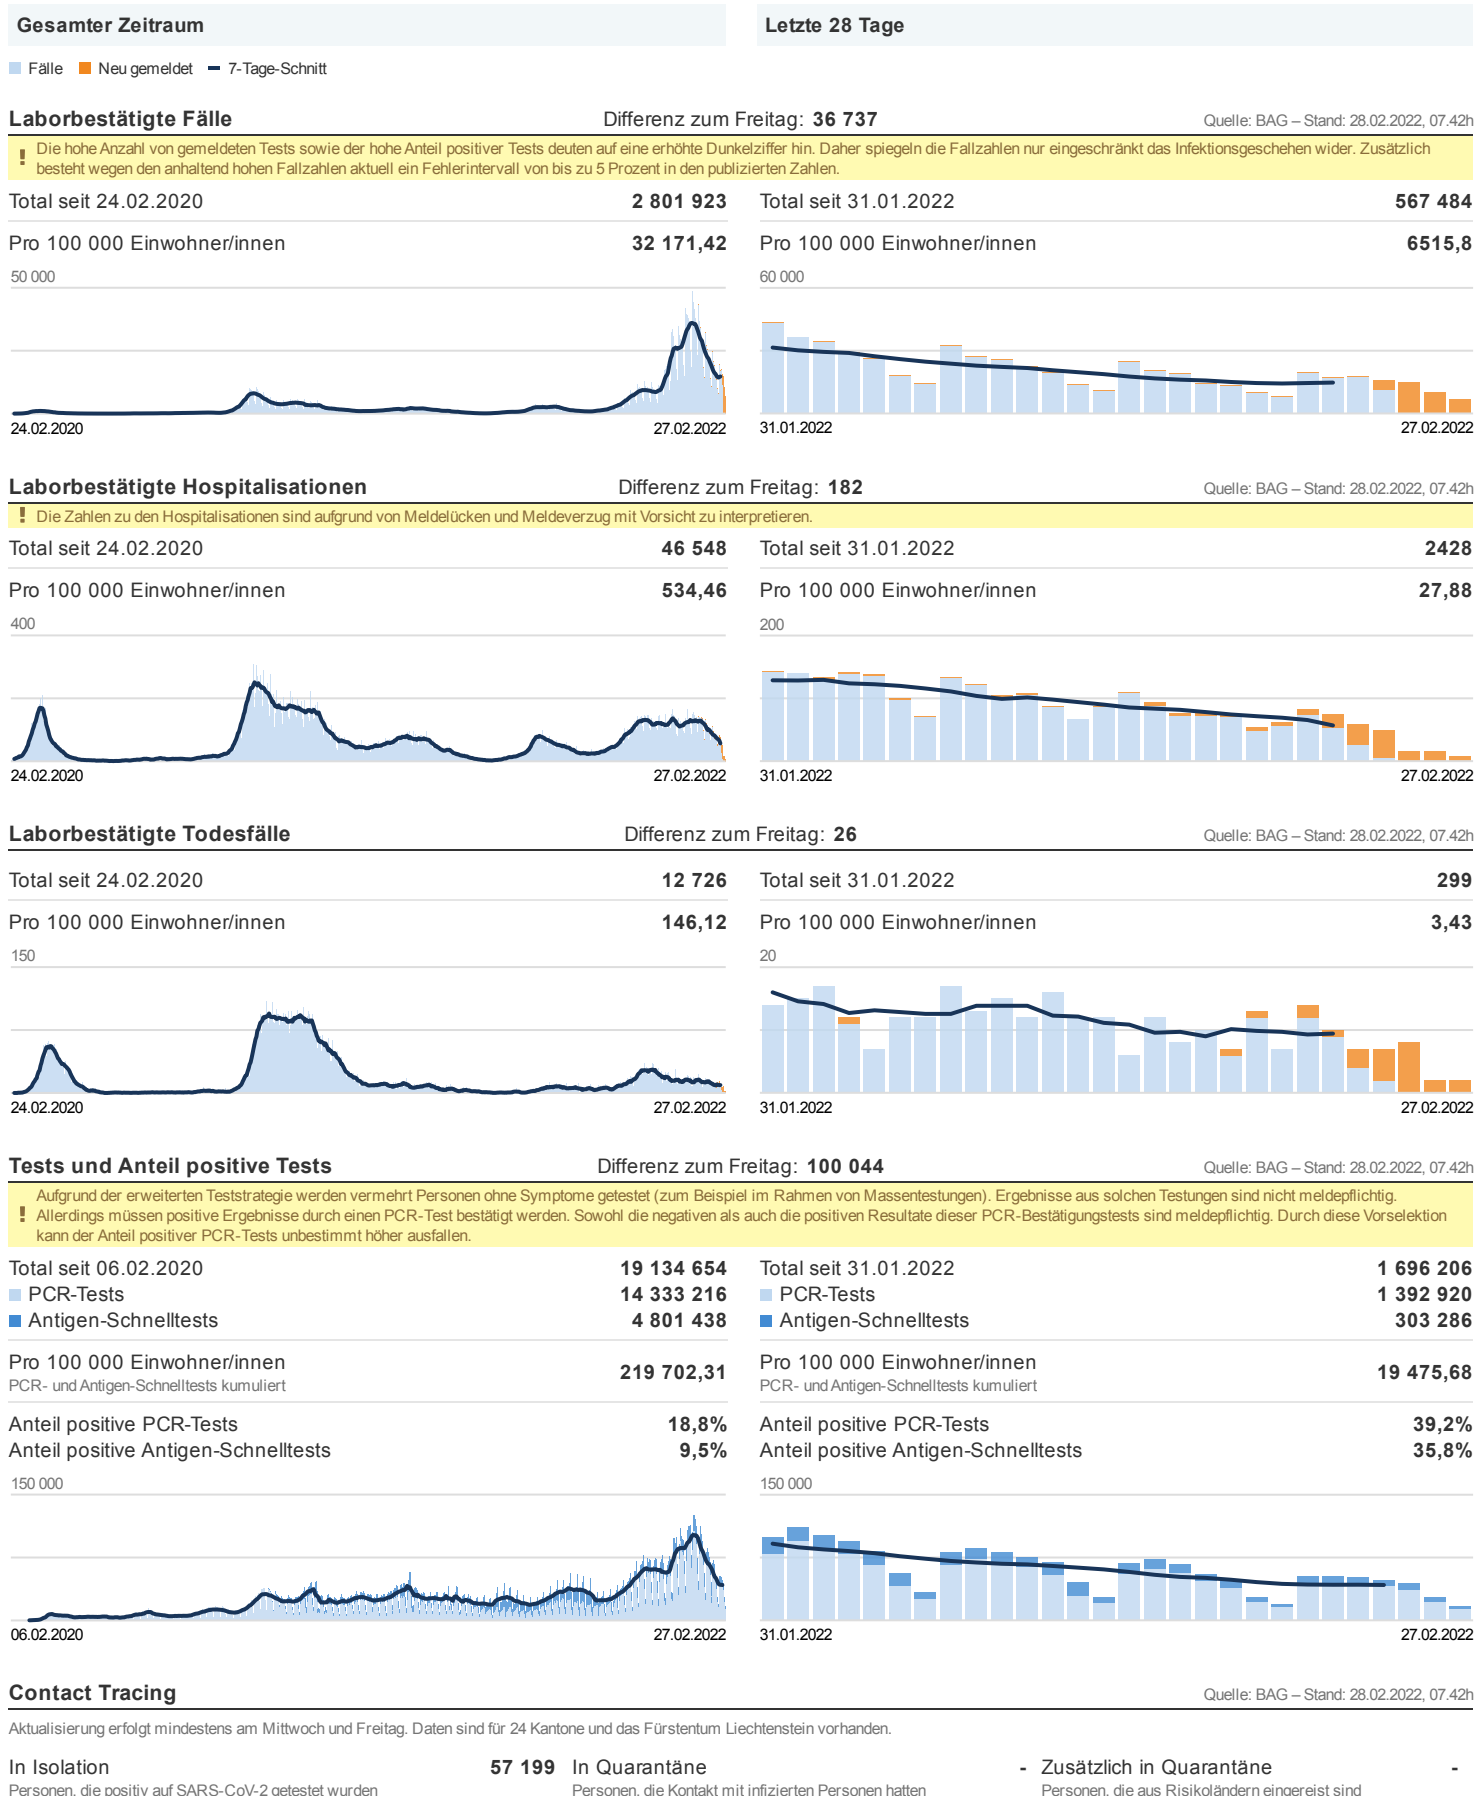 Gesamter Zeitraum
Letzte 28 Tage
Fälle Neu gemeldet 7-Tage-Schnitt
Laborbestätigte Fälle Differenz zum Freitag: 36 737 Quelle: BAG – Stand: 28.02.2022, 07.42h
! Die hohe Anzahl von gemeldeten Tests sowie der hohe Anteil positiver Tests deuten auf eine erhöhte Dunkelziffer hin. Daher spiegeln die Fallzahlen nur eingeschränkt das Infektionsgeschehen wider. Zusätzlich
besteht wegen den anhaltend hohen Fallzahlen aktuell ein Fehlerintervall von bis zu 5 Prozent in den publizierten Zahlen.
Total seit 24.02.2020 2 801 923
Pro 100 000 Einwohner/innen 32 171,42
50 000
24.02.2020 27.02.2022
Total seit 31.01.2022 567 484
Pro 100 000 Einwohner/innen 6515,8
60 000
31.01.2022 27.02.2022
Laborbestätigte Hospitalisationen Differenz zum Freitag: 182 Quelle: BAG – Stand: 28.02.2022, 07.42h
! Die Zahlen zu den Hospitalisationen sind aufgrund von Meldelücken und Meldeverzug mit Vorsicht zu interpretieren.
Total seit 24.02.2020 46 548
Pro 100 000 Einwohner/innen 534,46
400
24.02.2020 27.02.2022
Total seit 31.01.2022 2428
Pro 100 000 Einwohner/innen 27,88
200
31.01.2022 27.02.2022
Laborbestätigte Todesfälle Differenz zum Freitag: 26 Quelle: BAG – Stand: 28.02.2022, 07.42h
Total seit 24.02.2020 12 726
Pro 100 000 Einwohner/innen 146,12
150
24.02.2020 27.02.2022
Total seit 31.01.2022 299
Pro 100 000 Einwohner/innen 3,43
20
31.01.2022 27.02.2022
Tests und Anteil positive Tests Differenz zum Freitag: 100 044 Quelle: BAG – Stand: 28.02.2022, 07.42h
Aufgrund der erweiterten Teststrategie werden vermehrt Personen ohne Symptome getestet (zum Beispiel im Rahmen von Massentestungen). Ergebnisse aus solchen Testungen sind nicht meldepflichtig.
! Allerdings müssen positive Ergebnisse durch einen PCR-Test bestätigt werden. Sowohl die negativen als auch die positiven Resultate dieser PCR-Bestätigungstests sind meldepflichtig. Durch diese Vorselektion
kann der Anteil positiver PCR-Tests unbestimmt höher ausfallen.
Total seit 06.02.2020 19 134 654
PCR-Tests 14 333 216
Antigen-Schnelltests 4 801 438
Pro 100 000 Einwohner/innen 219 702,31
PCR- und Antigen-Schnelltests kumuliert
Anteil positive PCR-Tests 18,8%
Anteil positive Antigen-Schnelltests 9,5%
150 000
06.02.2020 27.02.2022
Total seit 31.01.2022 1 696 206
PCR-Tests 1 392 920
Antigen-Schnelltests 303 286
Pro 100 000 Einwohner/innen 19 475,68
PCR- und Antigen-Schnelltests kumuliert
Anteil positive PCR-Tests 39,2%
Anteil positive Antigen-Schnelltests 35,8%
150 000
31.01.2022 27.02.2022
Contact Tracing Quelle: BAG – Stand: 28.02.2022, 07.42h
Aktualisierung erfolgt mindestens am Mittwoch und Freitag. Daten sind für 24 Kantone und das Fürstentum Liechtenstein vorhanden.
In Isolation 57 199
Personen, die positiv auf SARS-CoV-2 getestet wurden
In Quarantäne -
Personen, die Kontakt mit infizierten Personen hatten
Zusätzlich in Quarantäne -
Personen, die aus Risikoländern eingereist sind